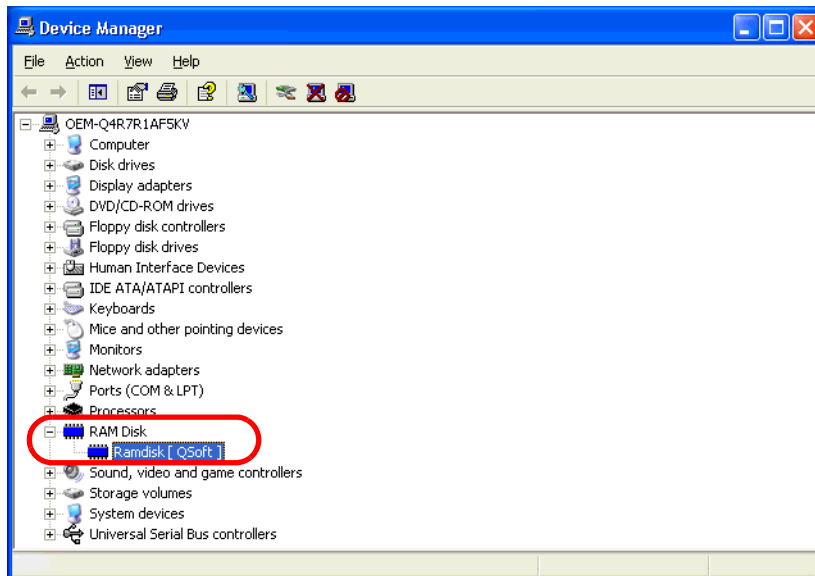 Device Manager
File Action View Help
OEM-Q4R7R1AF5KV
Computer
Disk drives
Display adapters
DVD/CD-ROM drives
Floppy disk controllers
Floppy disk drives
Human Interface Devices
IDE ATA/ATAPI controllers
Keyboards
Mice and other pointing devices
Monitors
Network adapters
Ports (COM & LPT)
Processors
RAM Disk
Ramdisk [ QSoft ]
Sound, video and game controllers
Storage volumes
System devices
Universal Serial Bus controllers